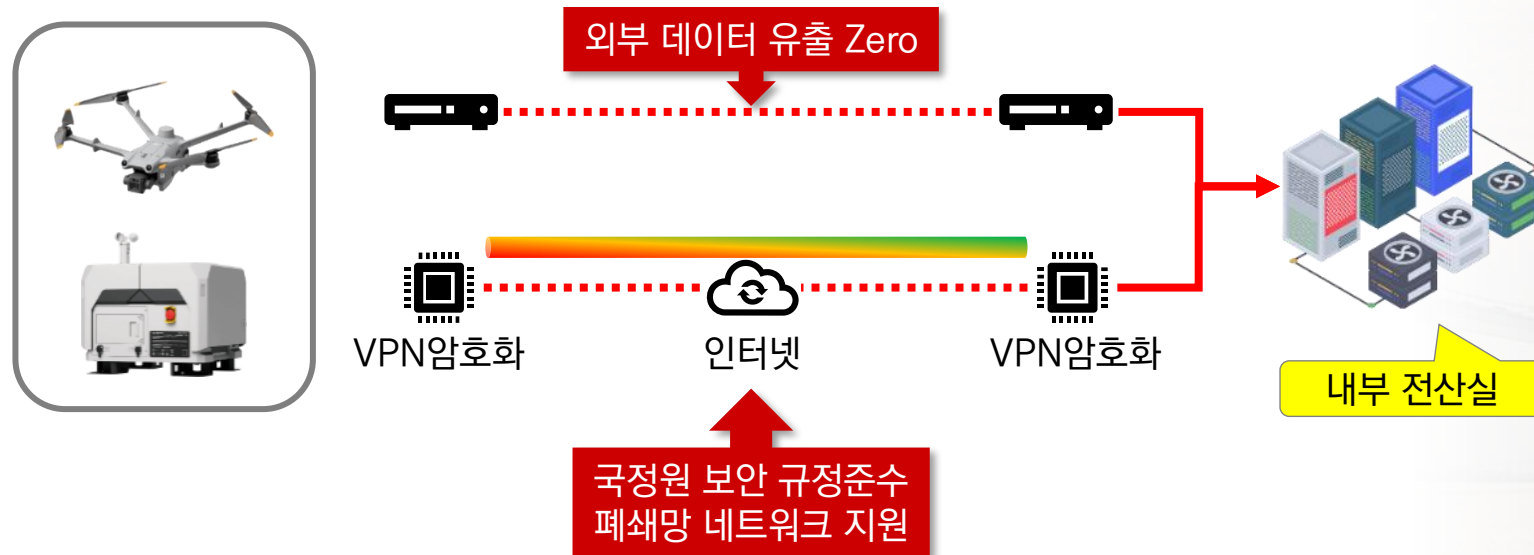 외부 데이터 유출 Zero
VPN암호화
인터넷
VPN암호화
내부 전산실
국정원 보안 규정준수
폐쇄망 네트워크 지원